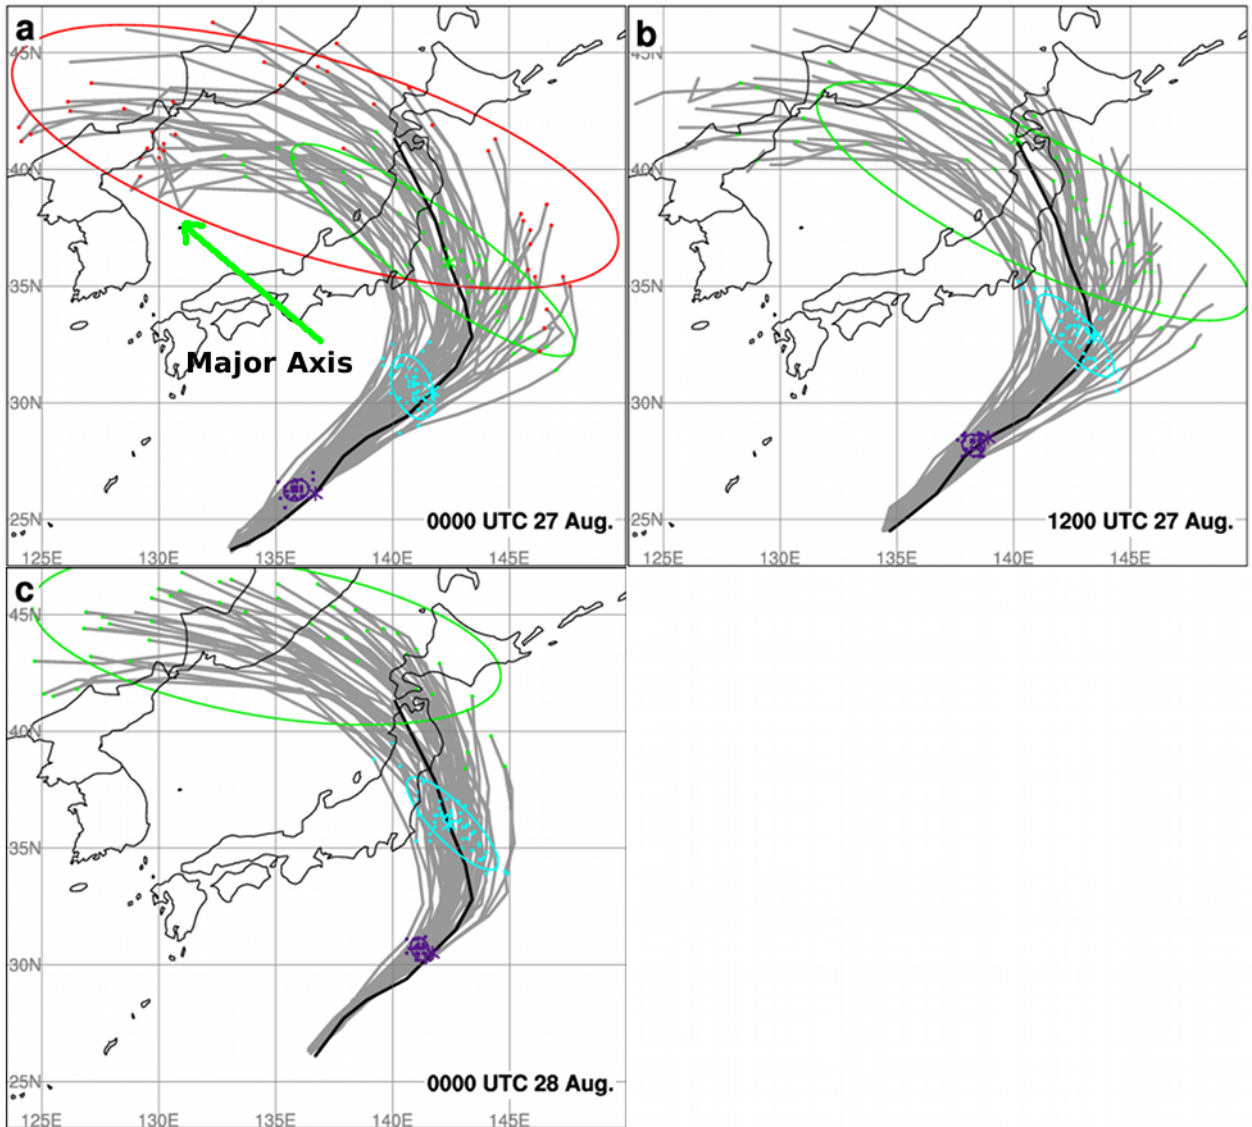 a
45N
40N
35N
Major Axis
30N
25N
0000 UTC 27 Aug.
125E 130E 135E 140E 145E
b
45N
40N
35N
30N
25N
1200 UTC 27 Aug.
125E 130E 135E 140E 145E
c
45N
40N
35N
30N
25N
0000 UTC 28 Aug.
125E 130E 135E 140E 145E